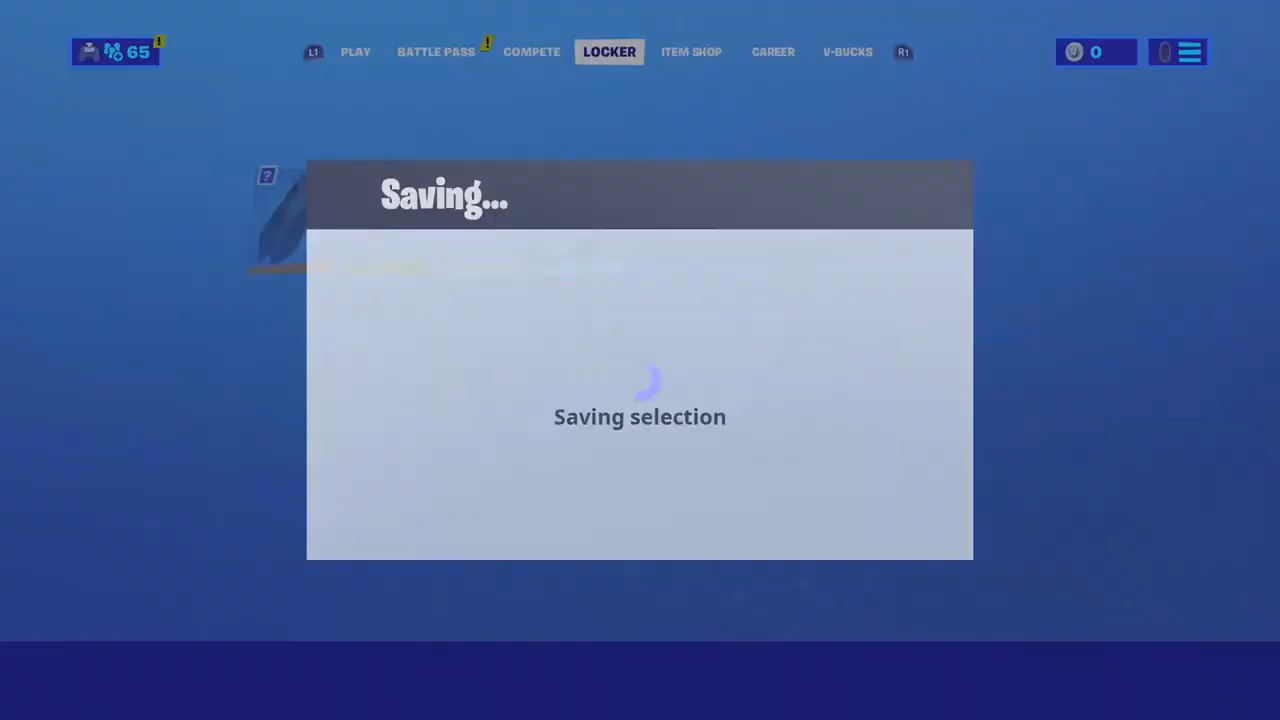 65 !
L1 PLAY BATTLE PASS ! COMPETE LOCKER ITEM SHOP CAREER V-BUCKS R1 0
?
Saving...
Saving selection